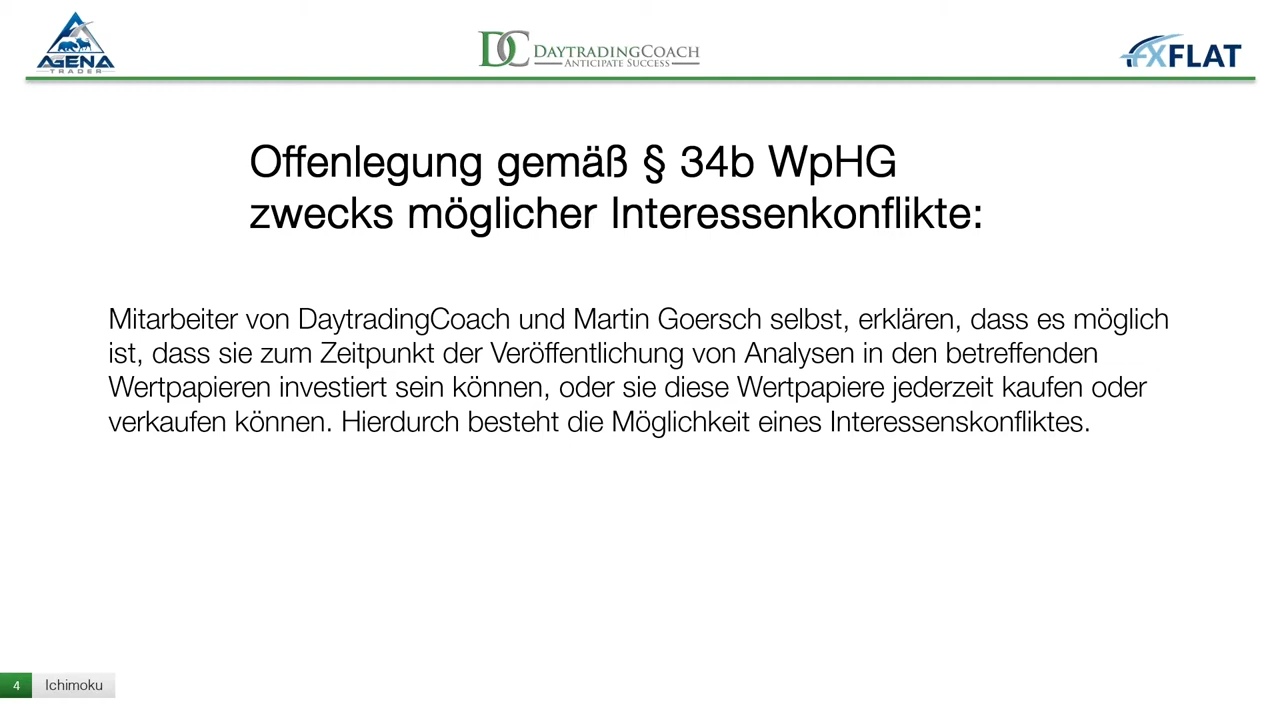 AGENA
TRADER
DC DAYTRADINGCOACH
ANTICIPATE SUCCESS
FXFLAT
Offenlegung gemäß § 34b WpHG
zwecks möglicher Interessenkonflikte:
Mitarbeiter von DaytradingCoach und Martin Goersch selbst, erklären, dass es möglich
ist, dass sie zum Zeitpunkt der Veröffentlichung von Analysen in den betreffenden
Wertpapieren investiert sein können, oder sie diese Wertpapiere jederzeit kaufen oder
verkaufen können. Hierdurch besteht die Möglichkeit eines Interessenskonfliktes.
4 Ichimoku